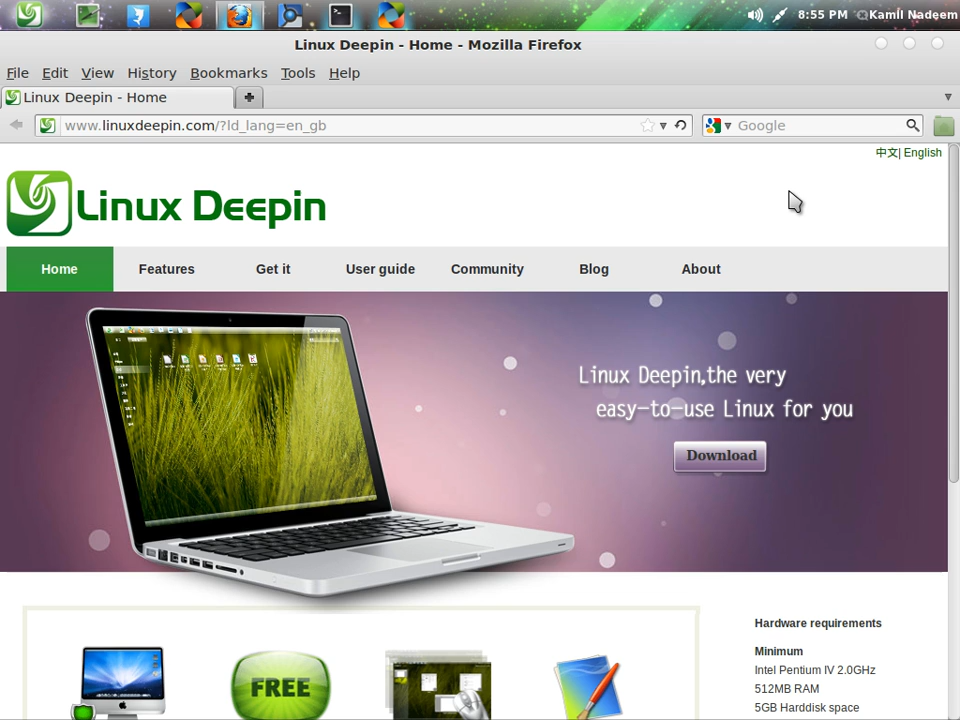 8:55 PM Kamil Nadeem
Linux Deepin - Home - Mozilla Firefox
File Edit View History Bookmarks Tools Help
Linux Deepin - Home
www.linuxdeepin.com/?ld_lang=en_gb
Google
中文| English
Linux Deepin
Home Features Get it User guide Community Blog About
Linux Deepin,the very
easy-to-use Linux for you
Download
Hardware requirements
Minimum
Intel Pentium IV 2.0GHz
512MB RAM
5GB Harddisk space
FREE